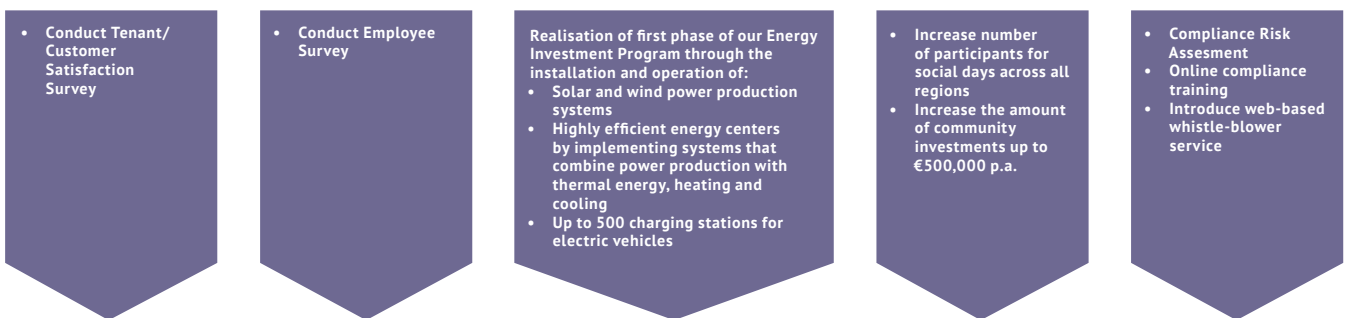 • Conduct Tenant/
Customer
Satisfaction
Survey
• Conduct Employee
Survey
Realisation of first phase of our Energy
Investment Program through the
installation and operation of:
• Solar and wind power production
systems
• Highly efficient energy centers
by implementing systems that
combine power production with
thermal energy, heating and
cooling
• Up to 500 charging stations for
electric vehicles
• Increase number
of participants for
social days across all
regions
• Increase the amount
of community
investments up to
€500,000 p.a.
• Compliance Risk
Assesment
• Online compliance
training
• Introduce web-based
whistle-blower
service